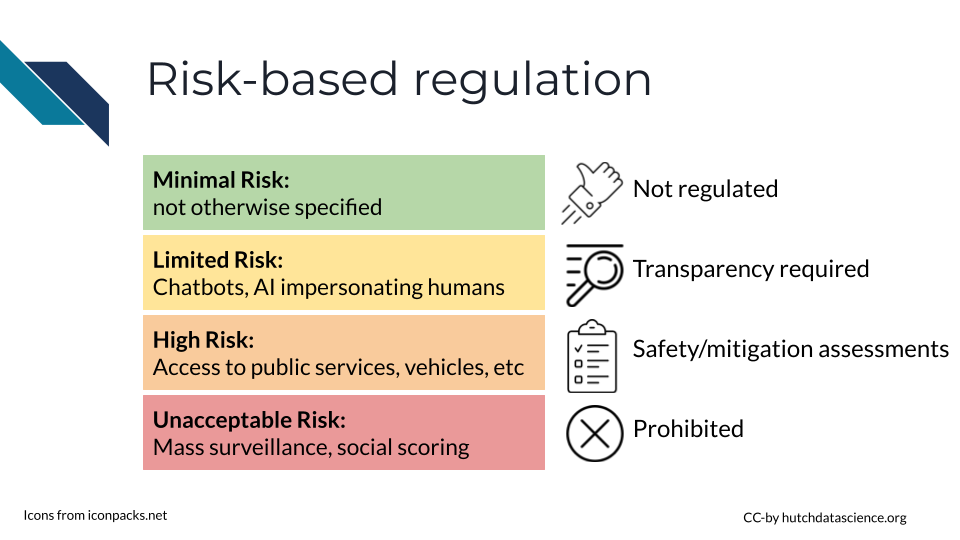 Risk-based regulation
Minimal Risk:
not otherwise specified
Not regulated
Limited Risk:
Chatbots, AI impersonating humans
Transparency required
High Risk:
Access to public services, vehicles, etc
Safety/mitigation assessments
Unacceptable Risk:
Mass surveillance, social scoring
Prohibited
Icons from iconpacks.net
CC-by hutchdatascience.org